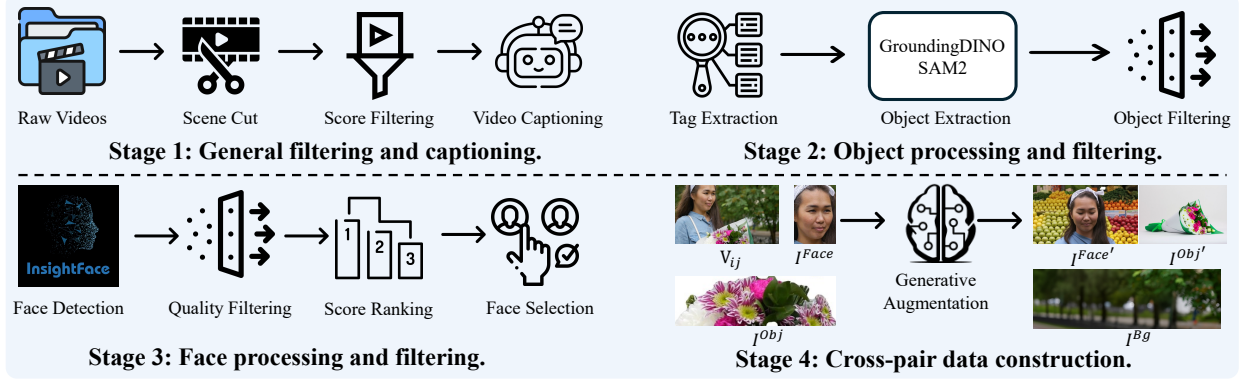 GroundingDINO
SAM2
Raw Videos
Scene Cut
Score Filtering
Video Captioning
Tag Extraction
Object Extraction
Object Filtering
Stage 1: General filtering and captioning.
Stage 2: Object processing and filtering.
InsightFace
1
2
3
Face Detection
Quality Filtering
Score Ranking
Face Selection
V_{ij}
I^{Face}
I^{Obj}
Generative
Augmentation
I^{Face'}
I^{Obj'}
I^{Bg}
Stage 3: Face processing and filtering.
Stage 4: Cross-pair data construction.